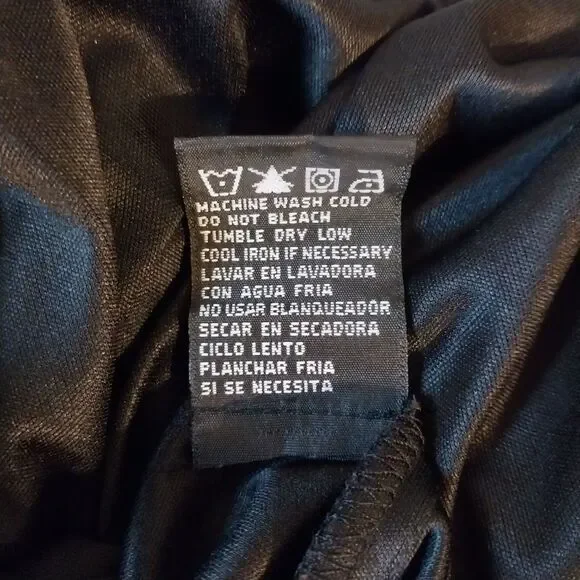 MACHINE WASH COLD
DO NOT BLEACH
TUMBLE DRY LOW
COOL IRON IF NECESSARY
LAVAR EN LAVADORA
CON AGUA FRIA
NO USAR BLANQUEADOR
SECAR EN SECADORA
CICLO LENTO
PLANCHAR FRIA
SI SE NECESITA